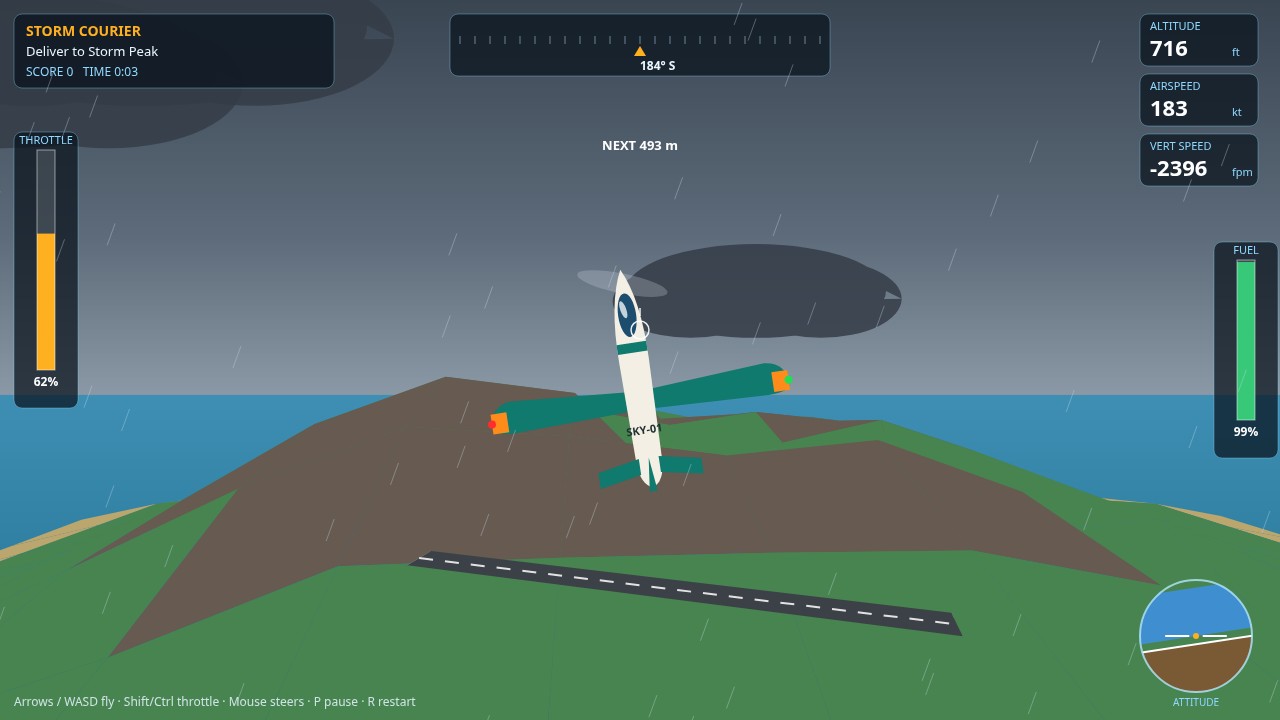 STORM COURIER
Deliver to Storm Peak
SCORE 0 TIME 0:03
184° S
ALTITUDE
716 ft
AIRSPEED
183 kt
VERT SPEED
-2396 fpm
THROTTLE
62%
NEXT 493 m
FUEL
99%
SKY-01
Arrows / WASD fly · Shift/Ctrl throttle · Mouse steers · P pause · R restart
ATTITUDE